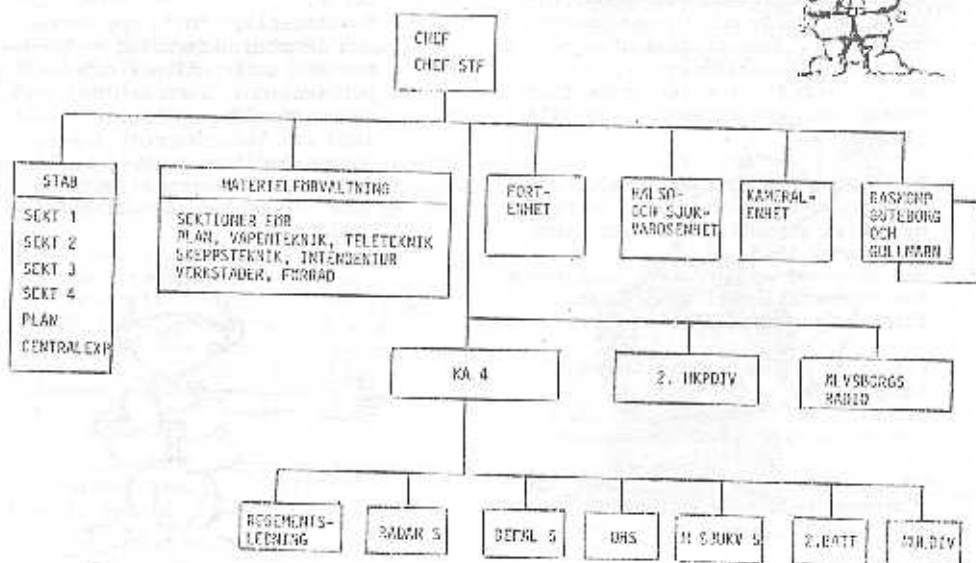 CHEF
CHEF STF
STAB
SEKT 1
SEKT 2
SEKT 3
SEKT 4
PLAN
CENTRALEXP
MATERIELFÖRVALTNING
SEKTIONER FÖR
PLAN, VAPENTEKNIK, TELETEKNIK
SKEPPSTEKNIK, INTENDENTUR
VERKSTÄDER, FÖRRÅD
FORT-
ENHET
HÄLSO-
OCH SJUK-
VÅRDSENHET
KAMERAL-
ENHET
BASKOMP
GÖTEBORG
OCH
GULLMARN
KA 4
2. HKPDIV
ÄLVSBORGS
RADIO
REGEMENTS-
LEDNING
RADAR S
BEFÄL S
UHS
M SJUKV S
2.BATT